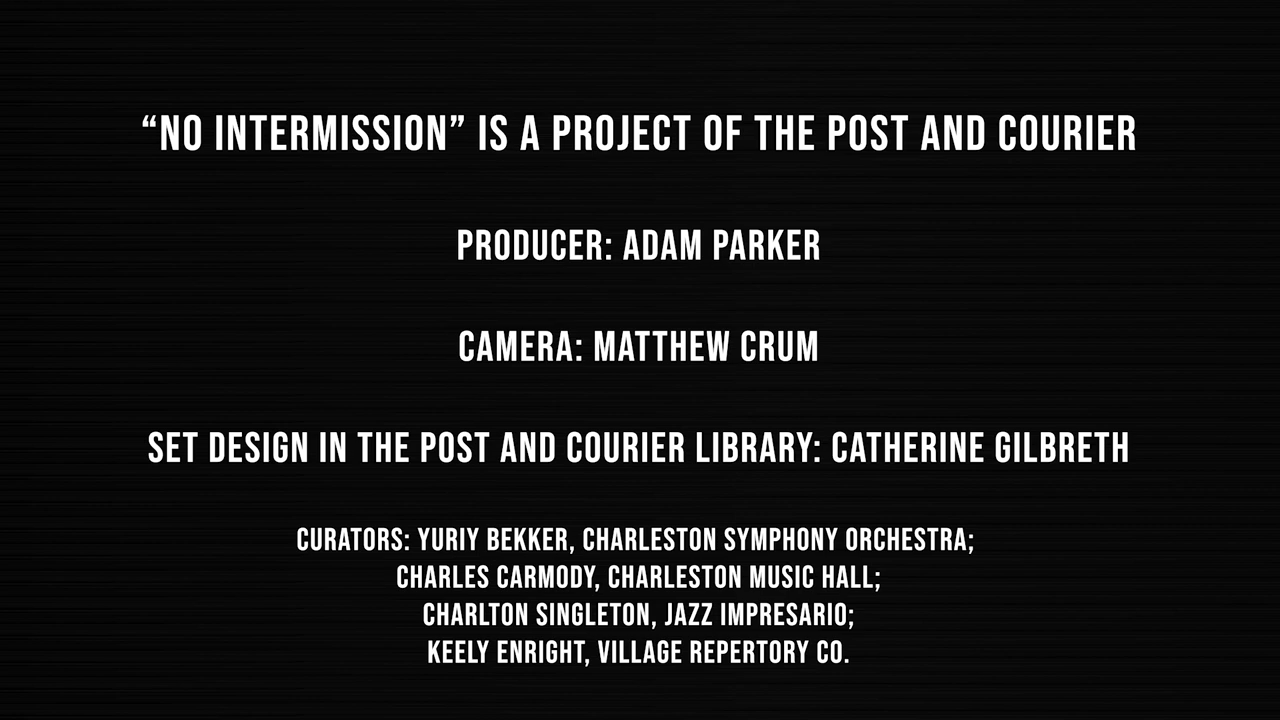 “NO INTERMISSION” IS A PROJECT OF THE POST AND COURIER
PRODUCER: ADAM PARKER
CAMERA: MATTHEW CRUM
SET DESIGN IN THE POST AND COURIER LIBRARY: CATHERINE GILBRETH
CURATORS: YURIY BEKKER, CHARLESTON SYMPHONY ORCHESTRA;
CHARLES CARMODY, CHARLESTON MUSIC HALL;
CHARLTON SINGLETON, JAZZ IMPRESARIO;
KEELY ENRIGHT, VILLAGE REPERTORY CO.